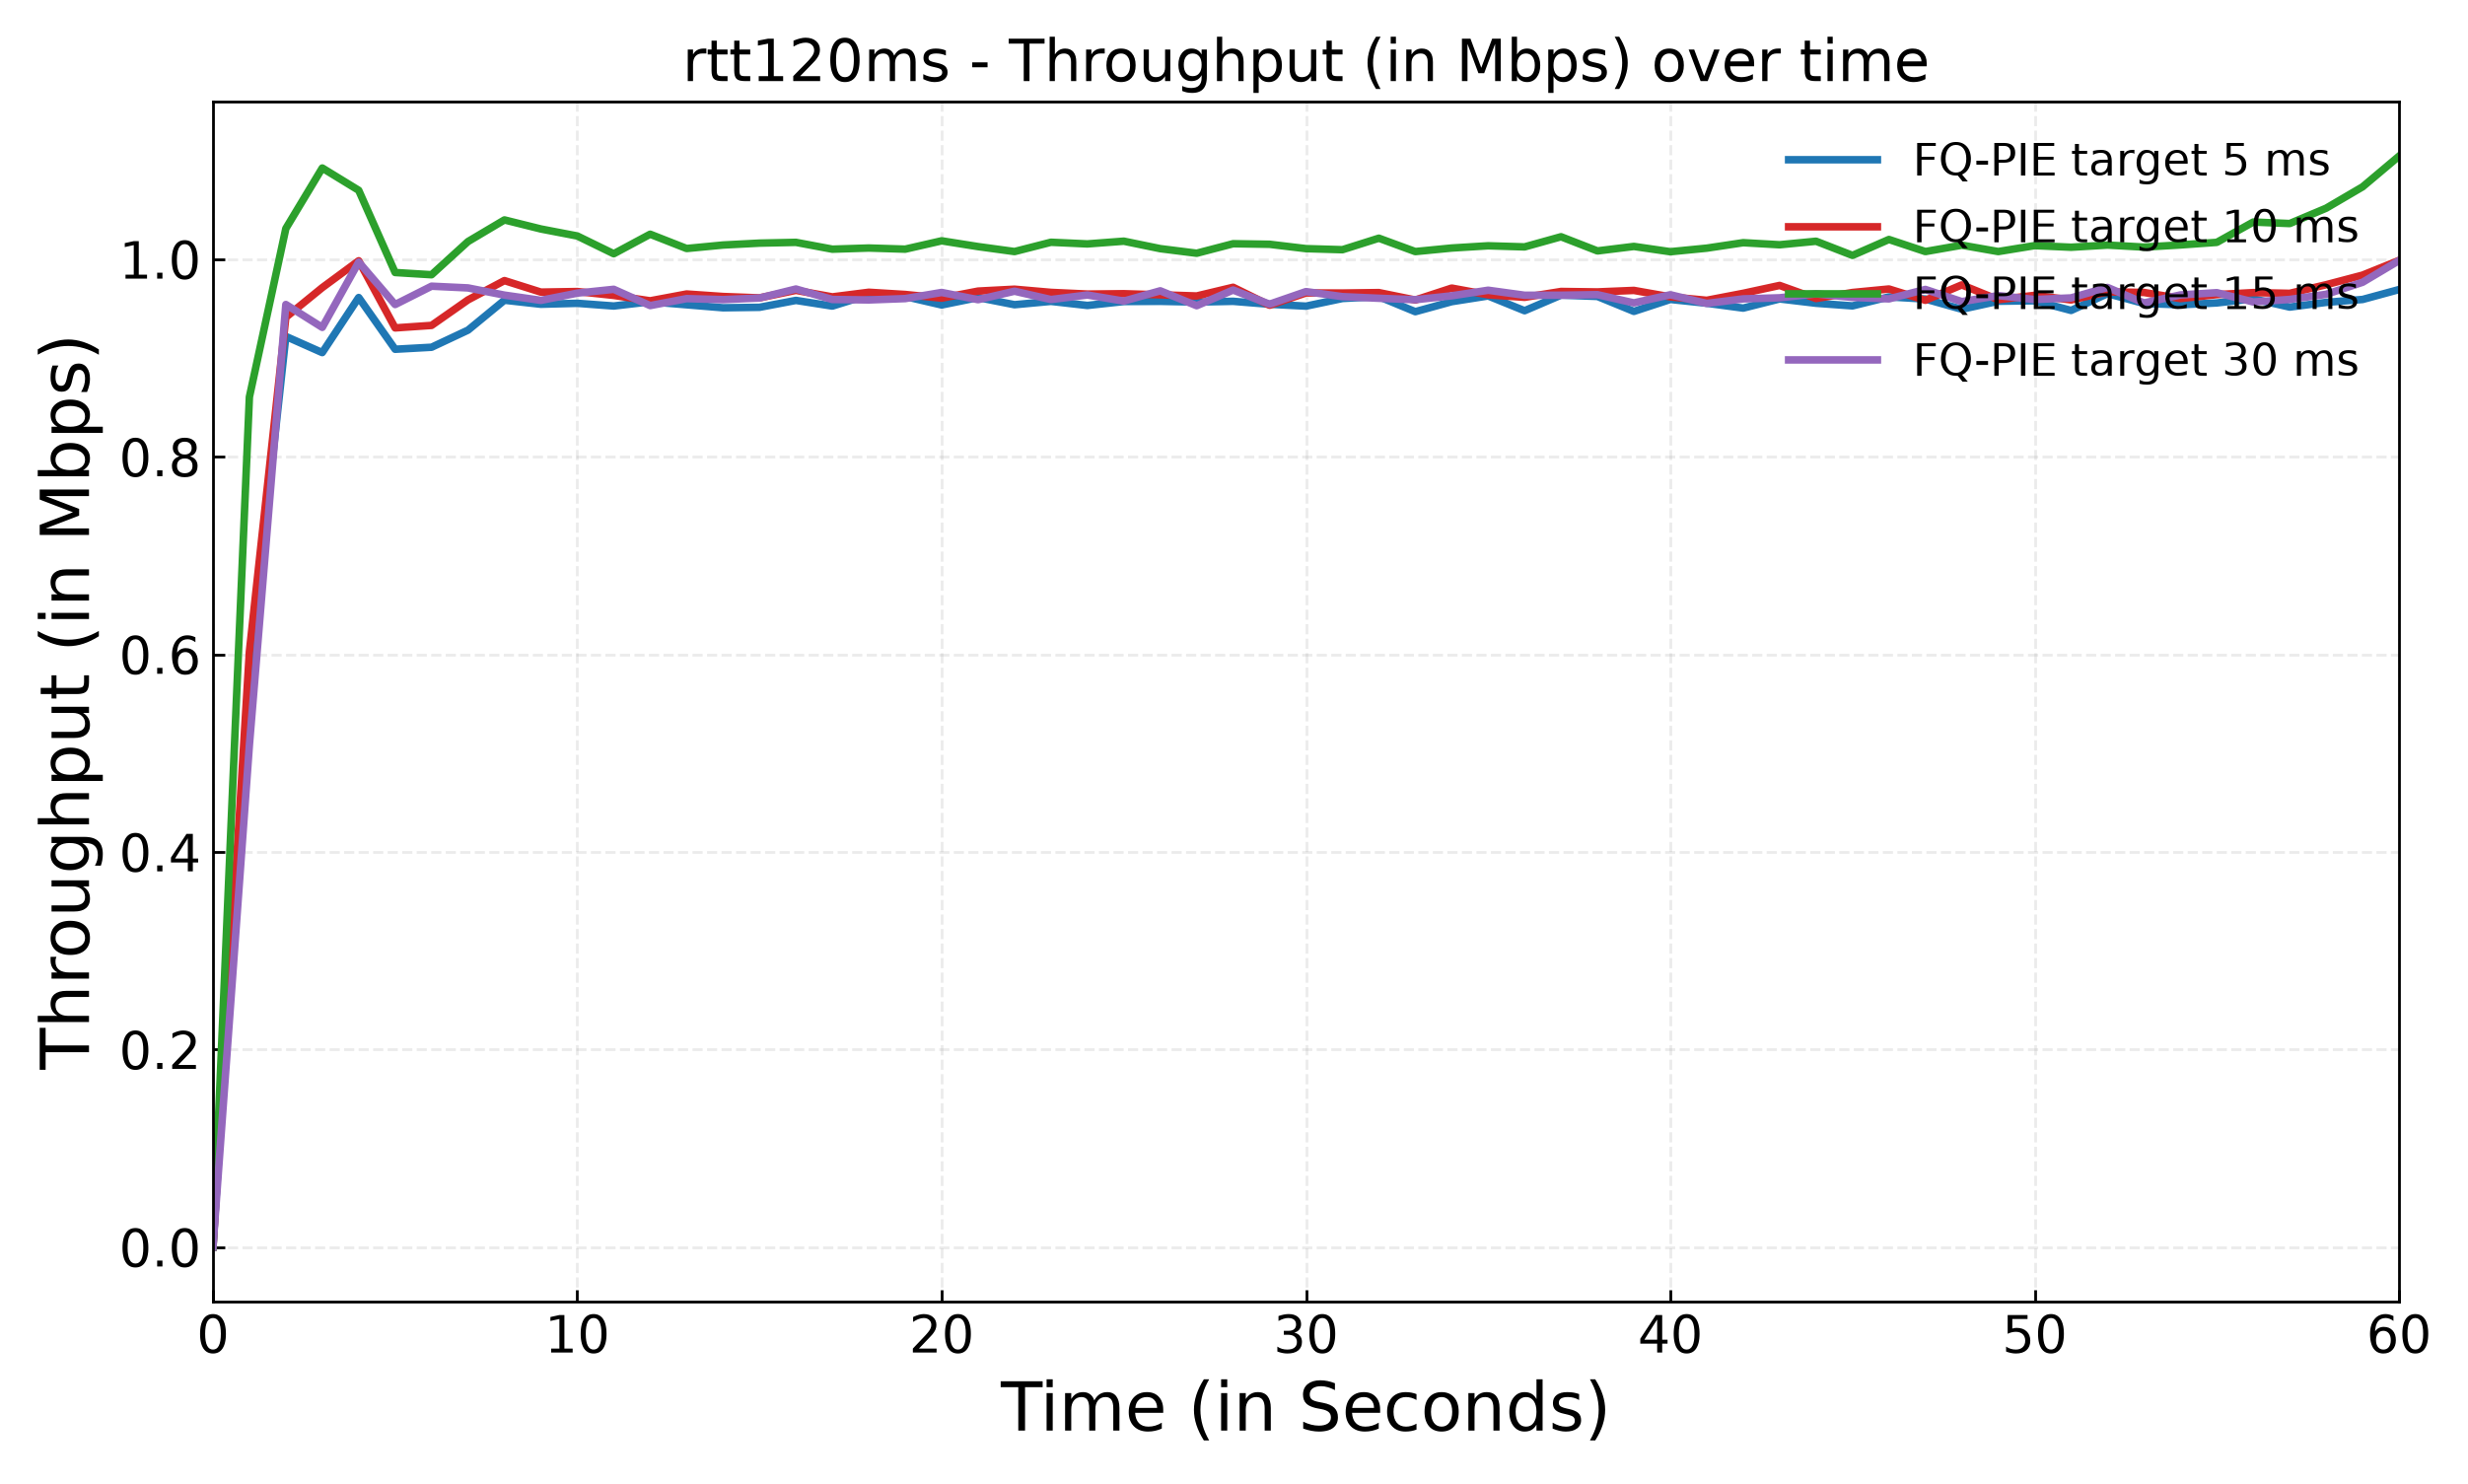 rtt120ms - Throughput (in Mbps) over time
Throughput (in Mbps)
1.0
0.8
0.6
0.4
0.2
0.0
FQ-PIE target 5 ms
FQ-PIE target 10 ms
FQ-PIE target 15 ms
FQ-PIE target 30 ms
0 10 20 30 40 50 60
Time (in Seconds)